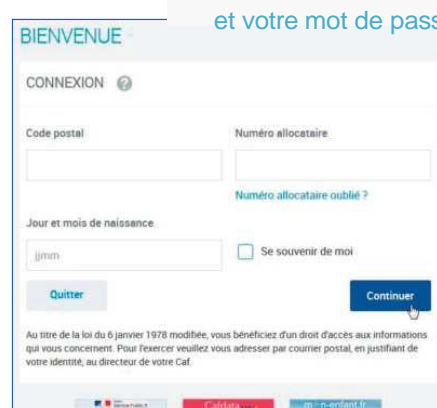 et votre mot de pass
BIENVENUE
CONNEXION ?
Code postal
Numéro allocataire
Numéro allocataire oublié ?
Jour et mois de naissance
jjmm
Se souvenir de moi
Quitter
Continuer
Au titre de la loi du 6 janvier 1978 modifiée, vous bénéficiez d'un droit d'accès aux informations
qui vous concernent. Pour l'exercer veuillez vous adresser par courrier postal, en justifiant de
votre identité, au directeur de votre Caf.
Cafdata